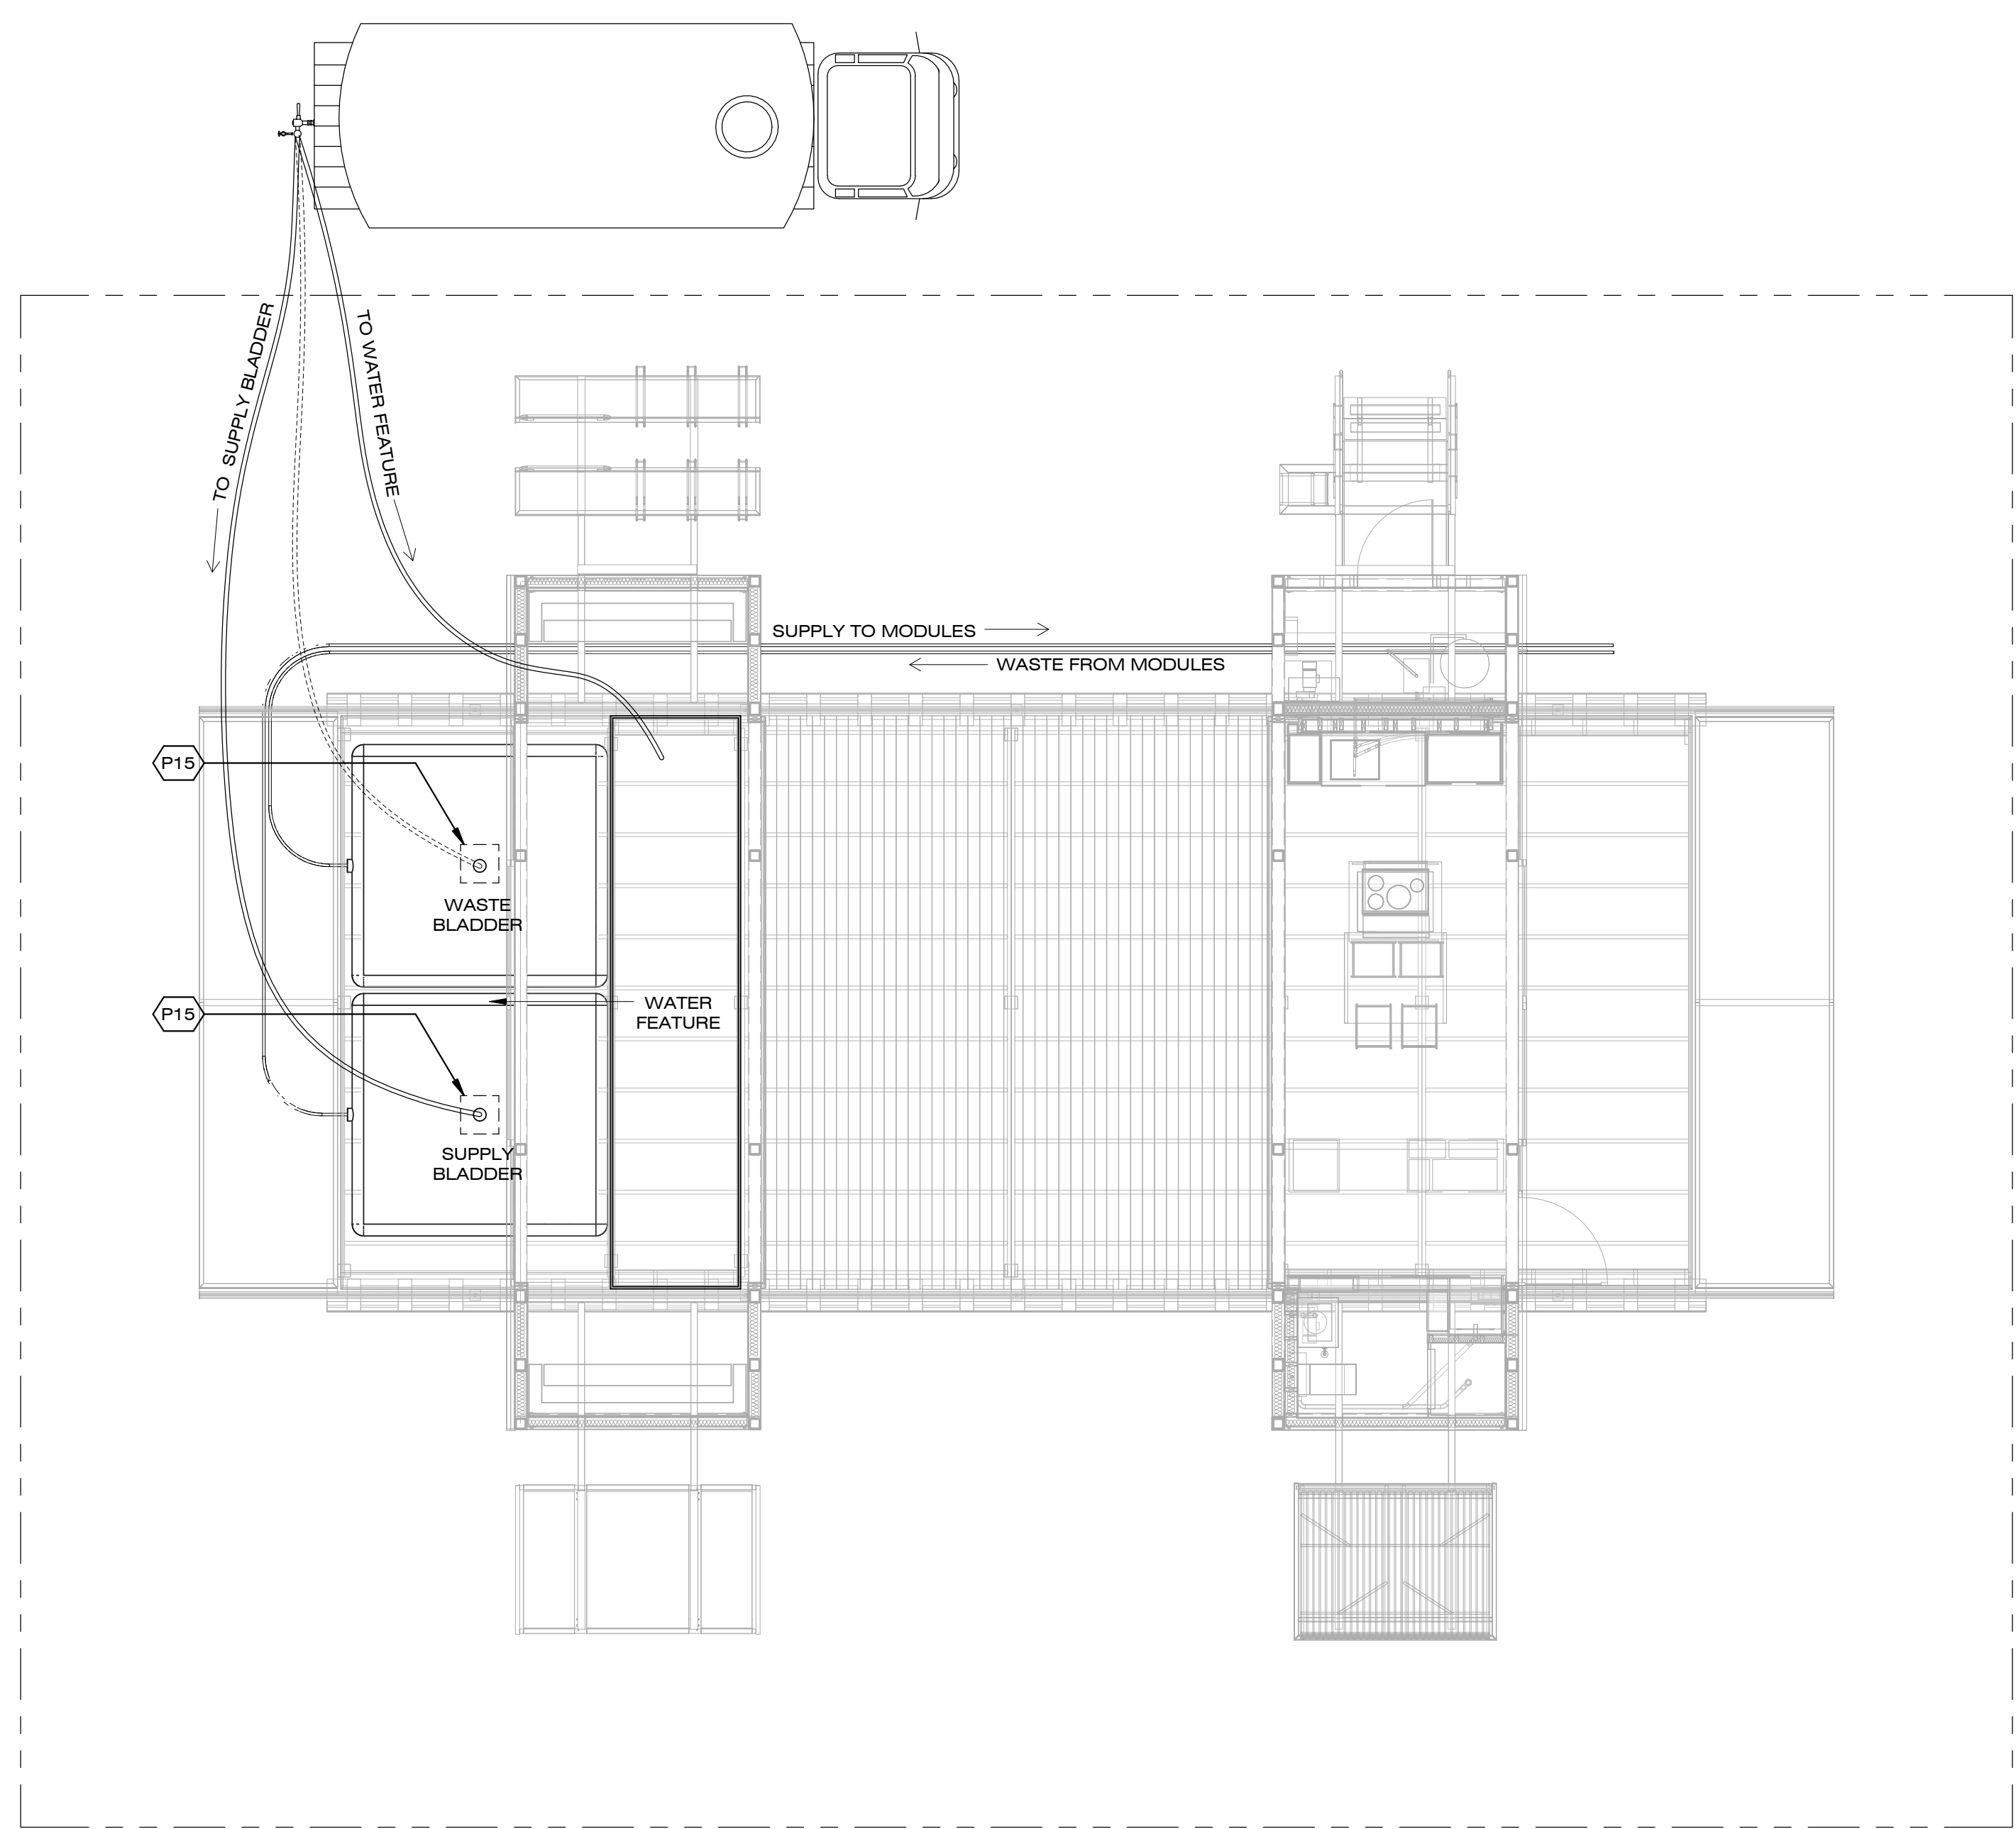 TO SUPPLY BLADDER
TO WATER FEATURE
SUPPLY TO MODULES
WASTE FROM MODULES
P15
WASTE
BLADDER
P15
WATER
FEATURE
SUPPLY
BLADDER